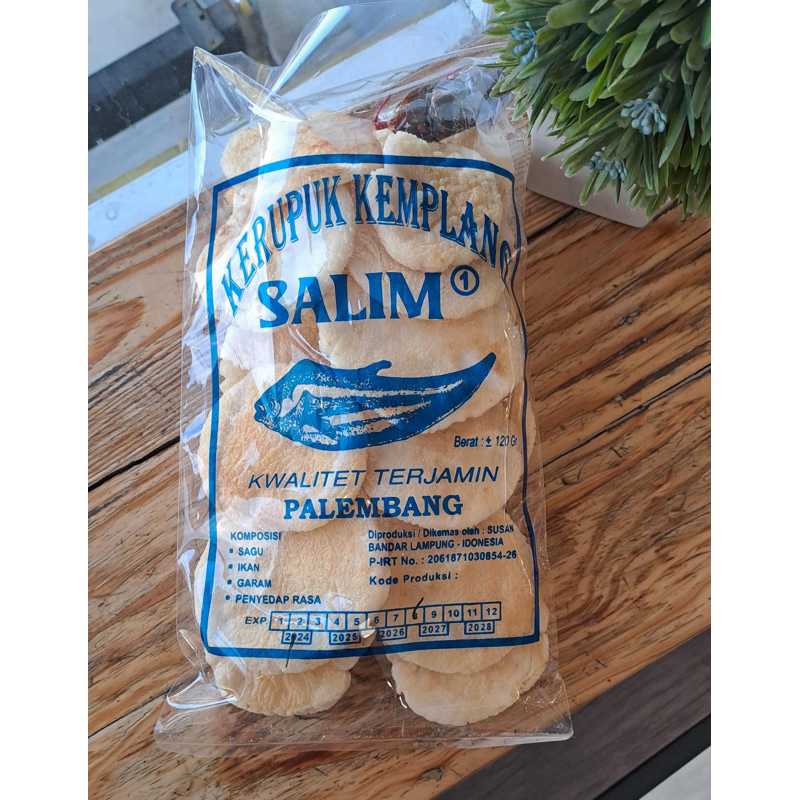 KERUPUK KEMPLANG
SALIM 1
Berat : ± 120 Gr
KWALITET TERJAMIN
PALEMBANG
KOMPOSISI
• SAGU
• IKAN
• GARAM
• PENYEDAP RASA
Diproduksi / Dikemas oleh : SUSAN
BANDAR LAMPUNG - IDONESIA
P-IRT No. : 2061871030854-26
Kode Produksi :
EXP 1 2 3 4 5 6 7 8 9 10 11 12
2024 2025 2026 2027 2028